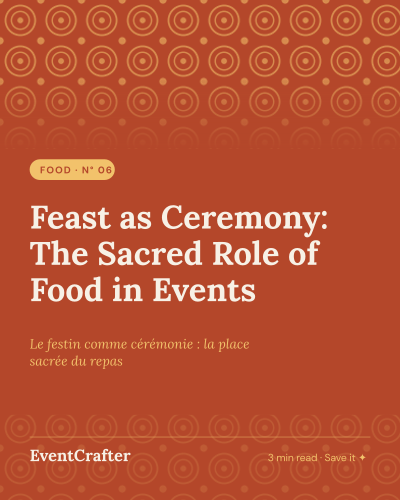 FOOD · N° 06
Feast as Ceremony:
The Sacred Role of
Food in Events
Le festin comme cérémonie : la place
sacrée du repas
EventCrafter
3 min read · Save it ✦